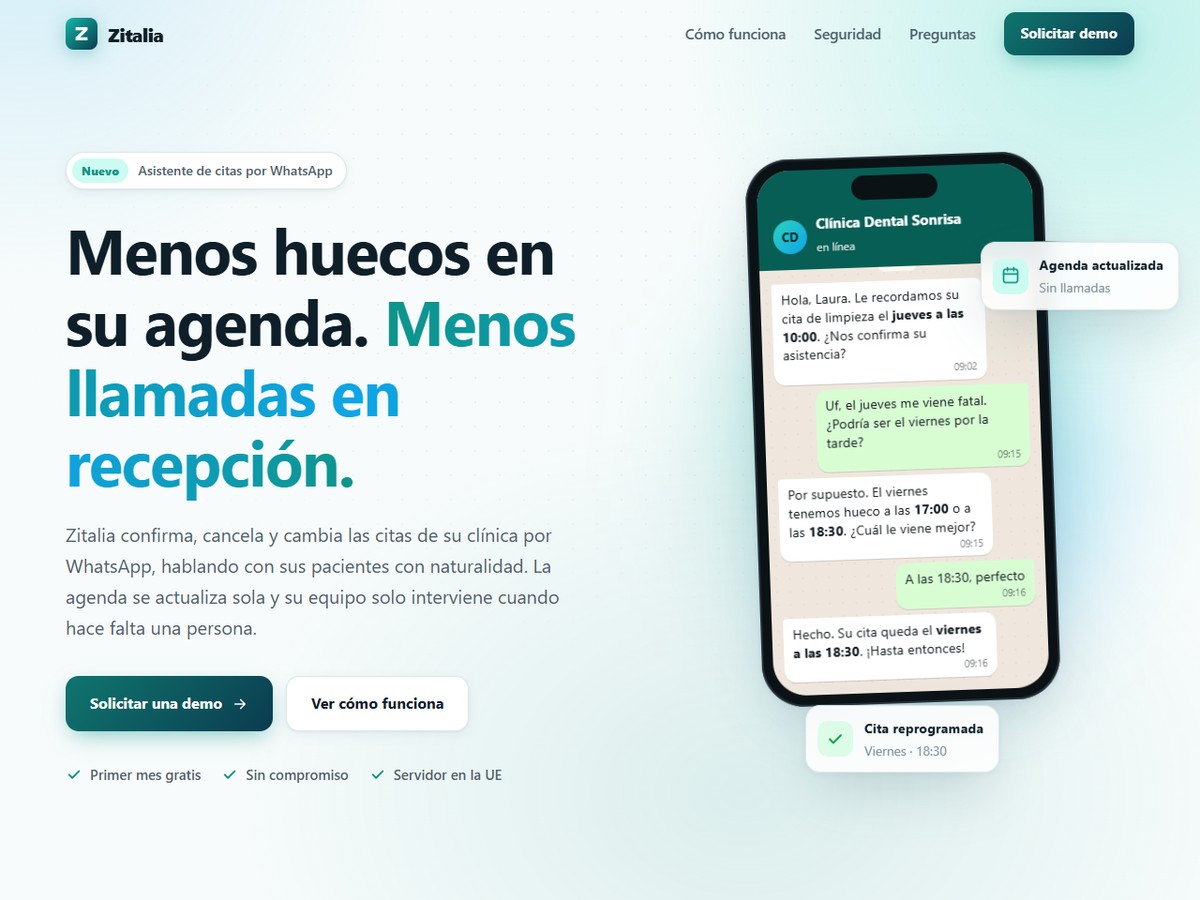 Z Zitalia
Cómo funciona Seguridad Preguntas Solicitar demo
Nuevo Asistente de citas por WhatsApp
Menos huecos en
su agenda. Menos
llamadas en
recepción.
Zitalia confirma, cancela y cambia las citas de su clínica por
WhatsApp, hablando con sus pacientes con naturalidad. La
agenda se actualiza sola y su equipo solo interviene cuando
hace falta una persona.
Solicitar una demo → Ver cómo funciona
Primer mes gratis Sin compromiso Servidor en la UE
CD Clínica Dental Sonrisa
en línea
Agenda actualizada
Sin llamadas
Hola, Laura. Le recordamos su
cita de limpieza el jueves a las
10:00. ¿Nos confirma su
asistencia?
09:02
Uf, el jueves me viene fatal.
¿Podría ser el viernes por la
tarde?
09:15
Por supuesto. El viernes
tenemos hueco a las 17:00 o a
las 18:30. ¿Cuál le viene mejor?
09:15
A las 18:30, perfecto
09:16
Hecho. Su cita queda el viernes
a las 18:30. ¡Hasta entonces!
09:16
Cita reprogramada
Viernes · 18:30